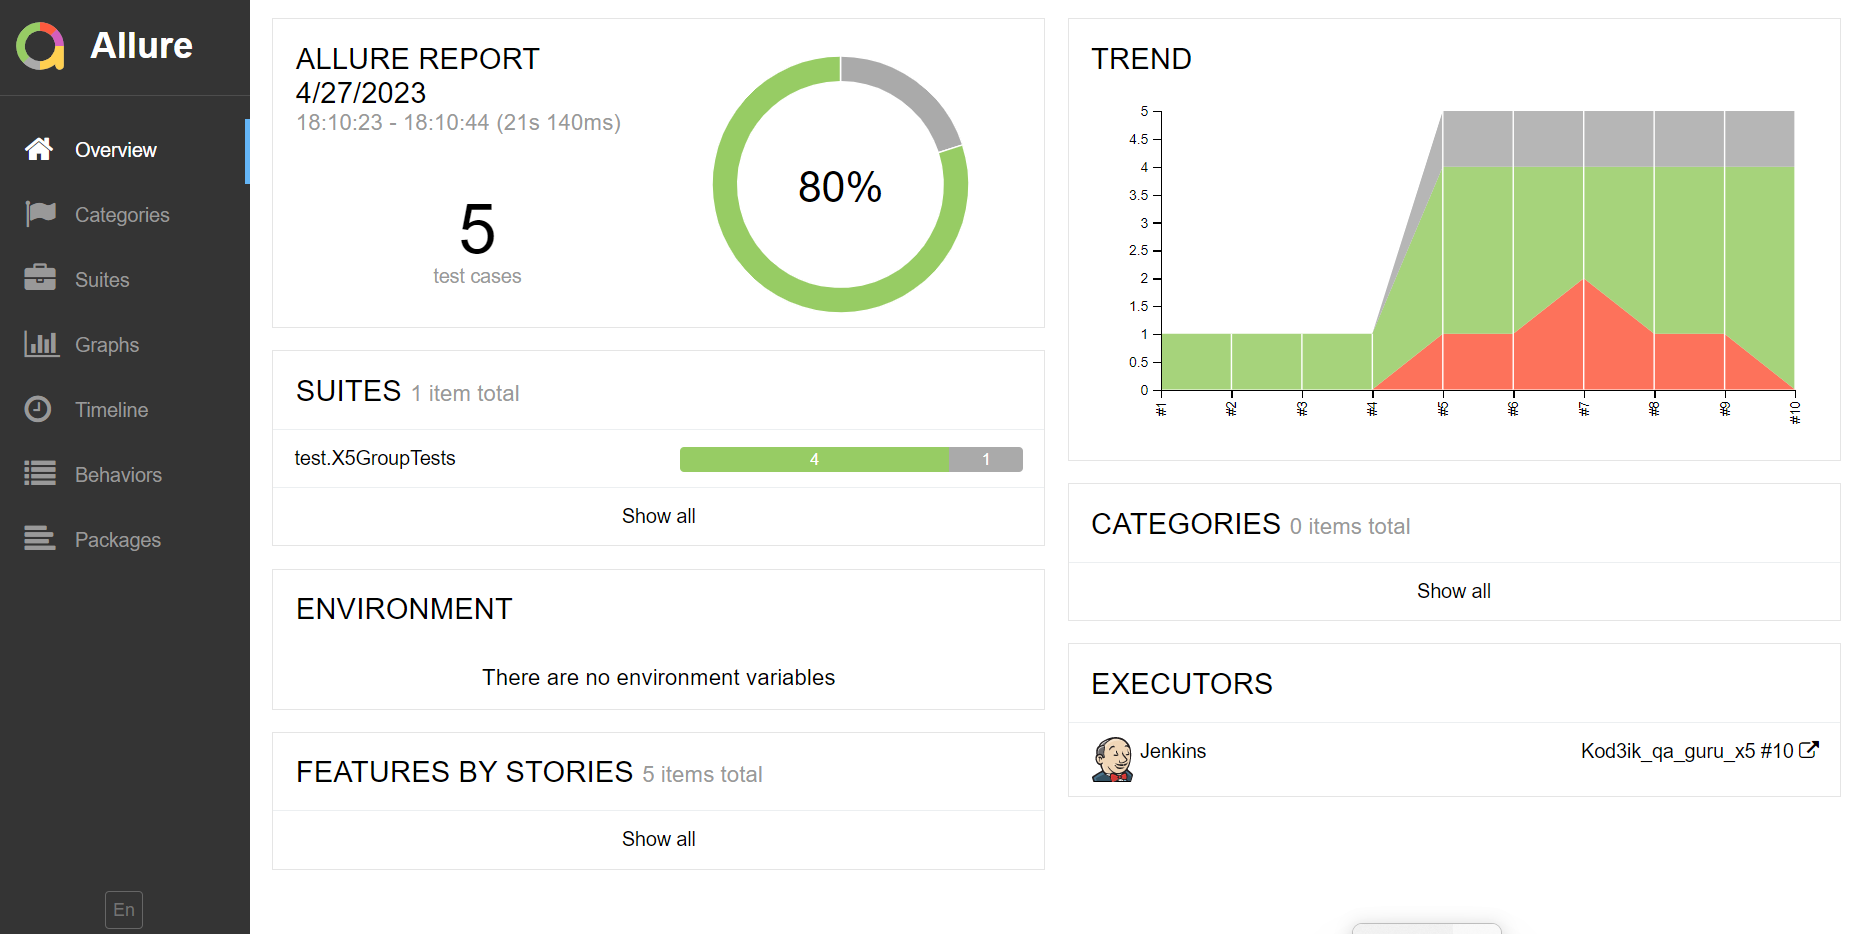 Allure
Overview
Categories
Suites
Graphs
Timeline
Behaviors
Packages
En
ALLURE REPORT
4/27/2023
18:10:23 - 18:10:44 (21s 140ms)
5
test cases
80%
SUITES 1 item total
test.X5GroupTests 4 1
Show all
ENVIRONMENT
There are no environment variables
FEATURES BY STORIES 5 items total
Show all
TREND
5
4.5
4
3.5
3
2.5
2
1.5
1
0.5
0
#1 #2 #3 #4 #5 #6 #7 #8 #9 #10
CATEGORIES 0 items total
Show all
EXECUTORS
Jenkins Kod3ik_qa_guru_x5 #10